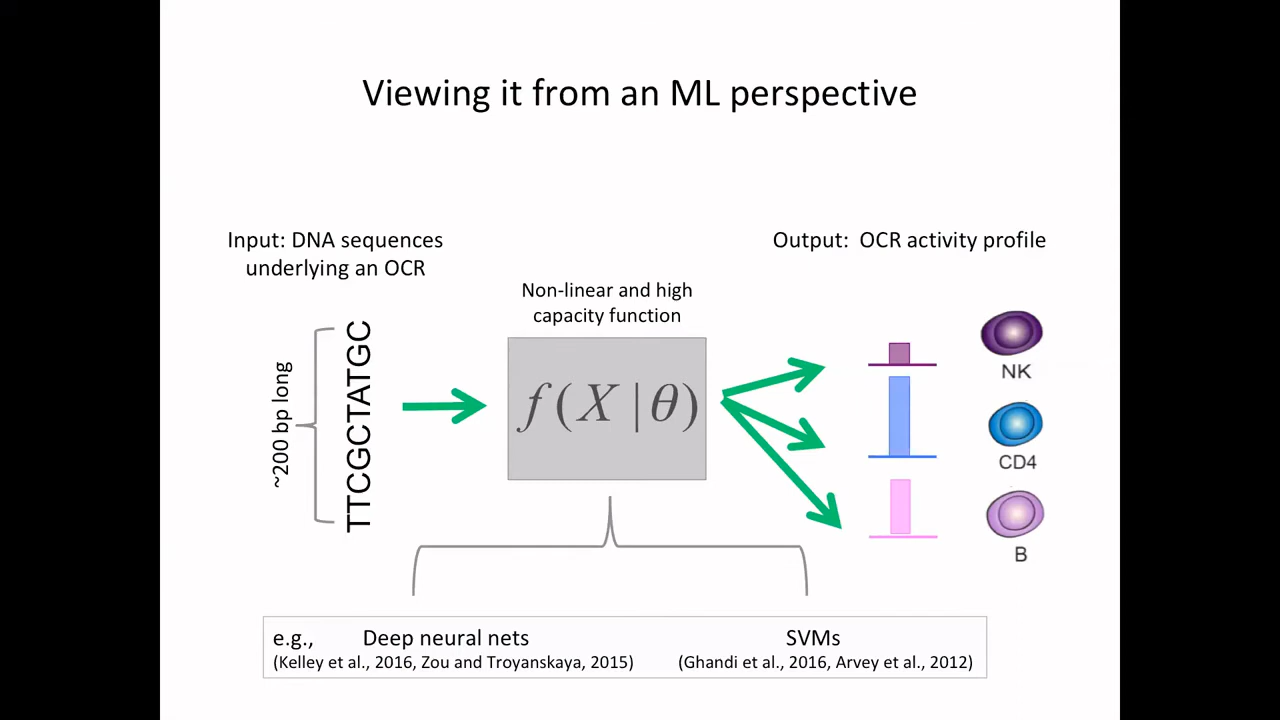 Viewing it from an ML perspective
Input: DNA sequences
underlying an OCR
Output: OCR activity profile
Non-linear and high
capacity function
~200 bp long
TTCGCTATGC
f(X|θ)
NK
CD4
B
e.g., Deep neural nets SVMs
(Kelley et al., 2016, Zou and Troyanskaya, 2015) (Ghandi et al., 2016, Arvey et al., 2012)